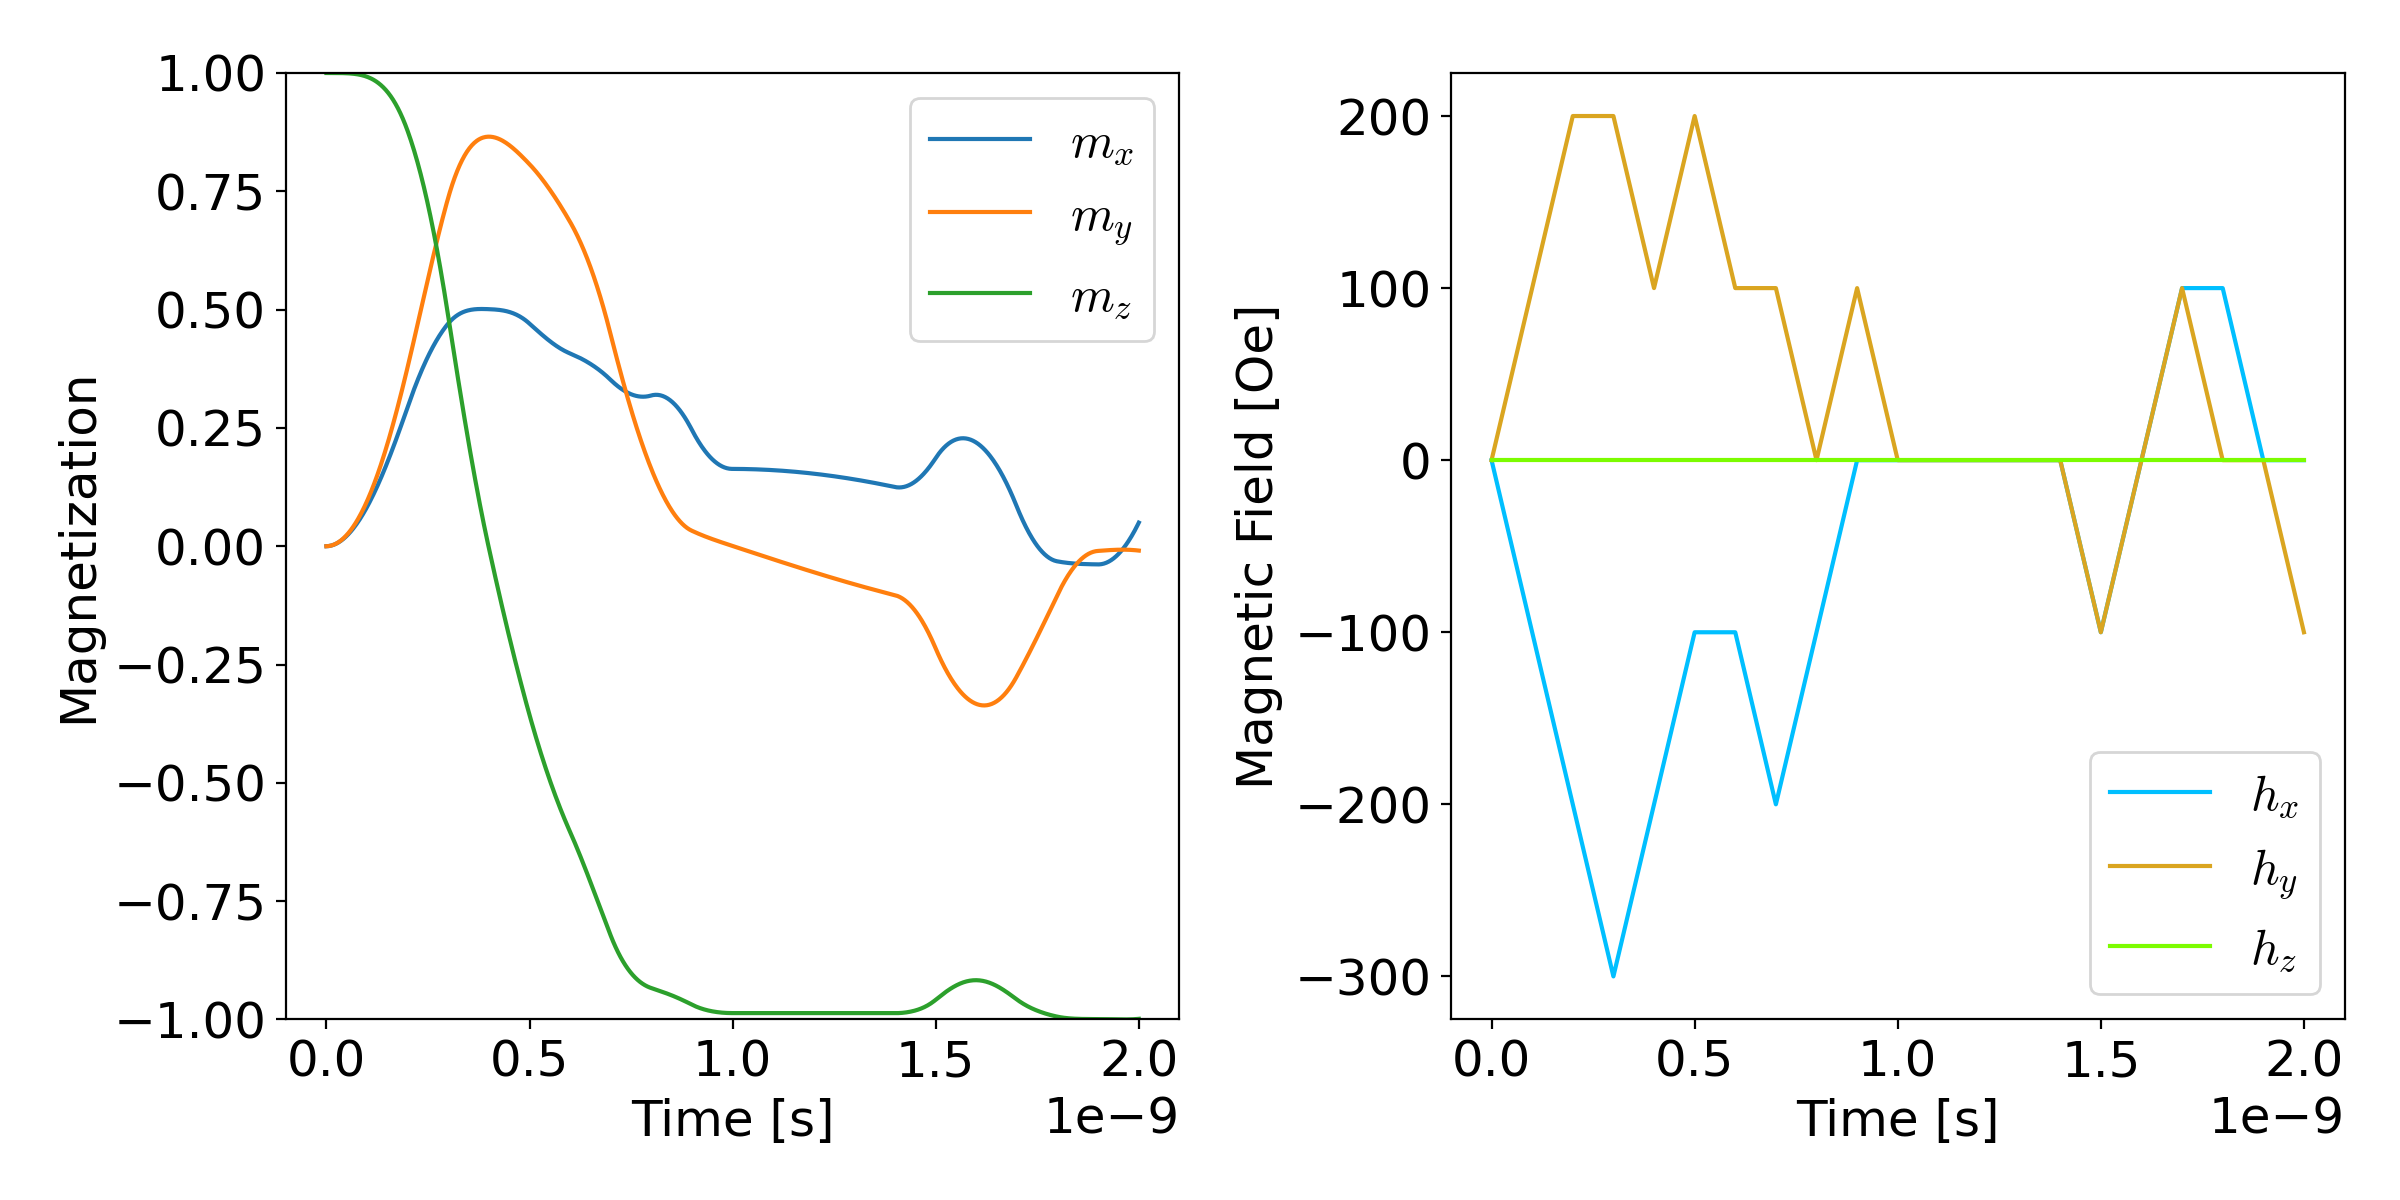 Magnetization
1.00
0.75
0.50
0.25
0.00
−0.25
−0.50
−0.75
−1.00
0.0 0.5 1.0 1.5 2.0
Time [s]
1e−9
m_x
m_y
m_z
Magnetic Field [Oe]
200
100
0
−100
−200
−300
0.0 0.5 1.0 1.5 2.0
Time [s]
1e−9
h_x
h_y
h_z